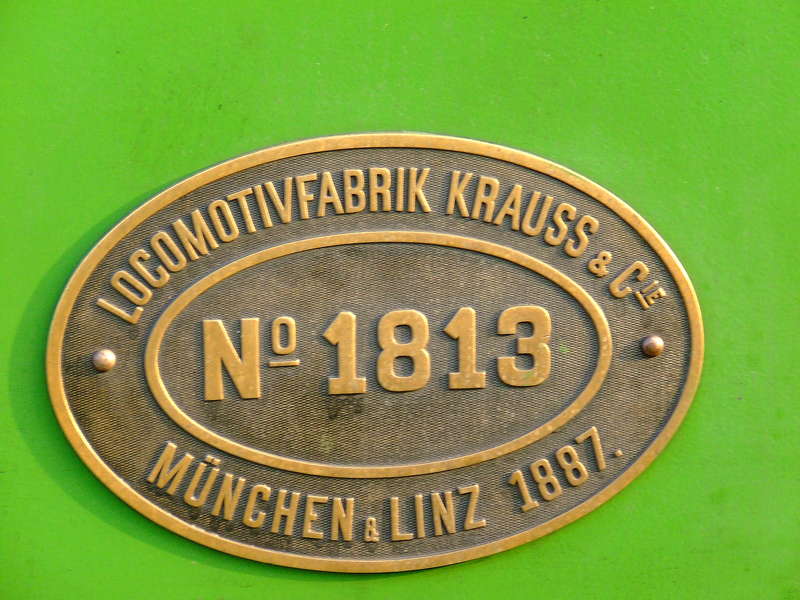 LOCOMOTIVFABRIK KRAUSS & CIE
Nº 1813
MÜNCHEN & LINZ 1887.